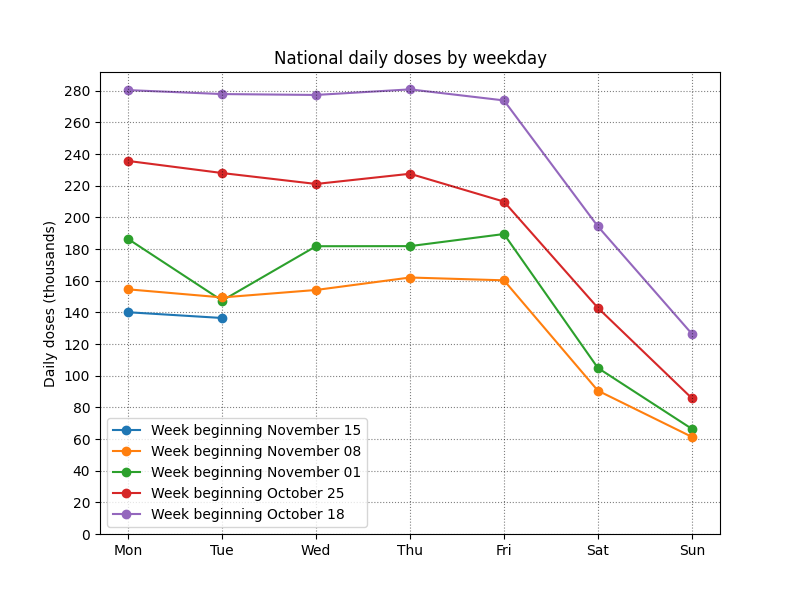 National daily doses by weekday
Daily doses (thousands)
280
260
240
220
200
180
160
140
120
100
80
60
40
20
0
Week beginning November 15
Week beginning November 08
Week beginning November 01
Week beginning October 25
Week beginning October 18
Mon Tue Wed Thu Fri Sat Sun